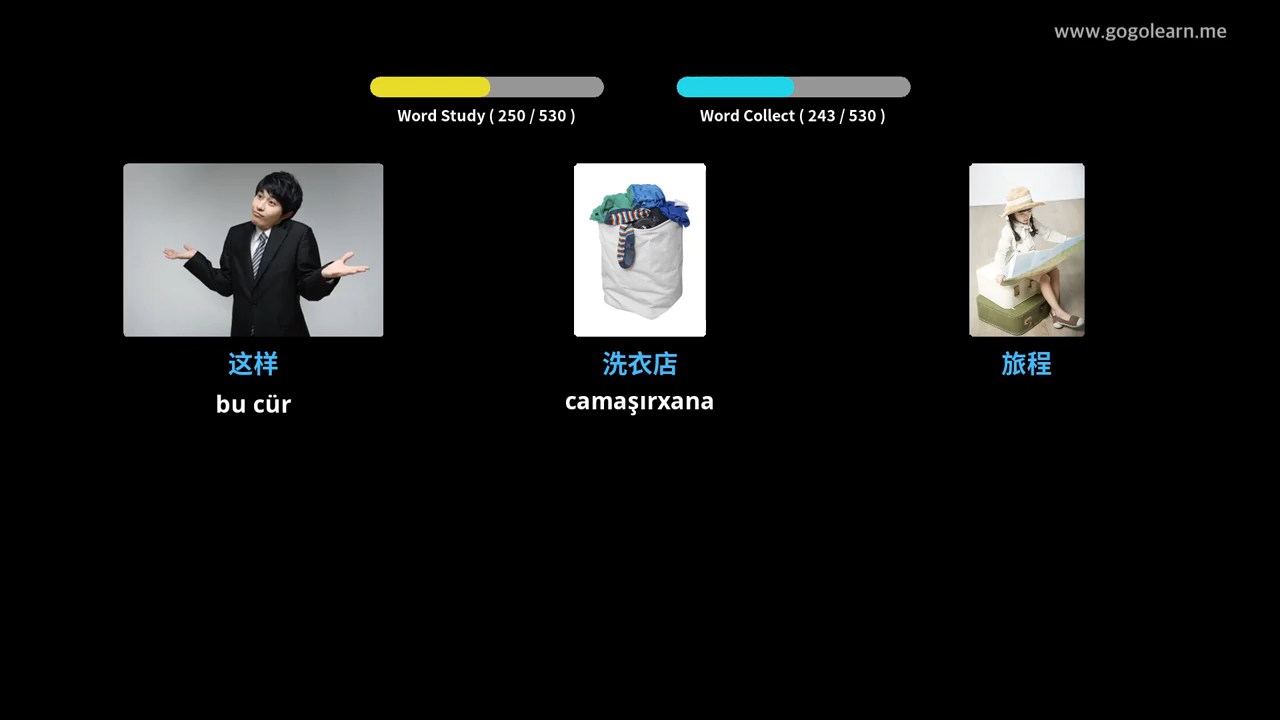 www.gogolearn.me
Word Study ( 250 / 530 )
Word Collect ( 243 / 530 )
这样
洗衣店
旅程
bu cür
camaşırxana